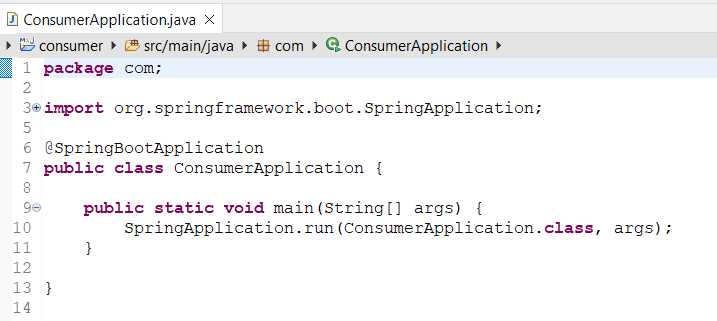 ConsumerApplication.java
consumer src/main/java com ConsumerApplication
1 package com;
2
3 import org.springframework.boot.SpringApplication;
5
6 @SpringBootApplication
7 public class ConsumerApplication {
8
9 public static void main(String[] args) {
10 SpringApplication.run(ConsumerApplication.class, args);
11 }
12
13 }
14